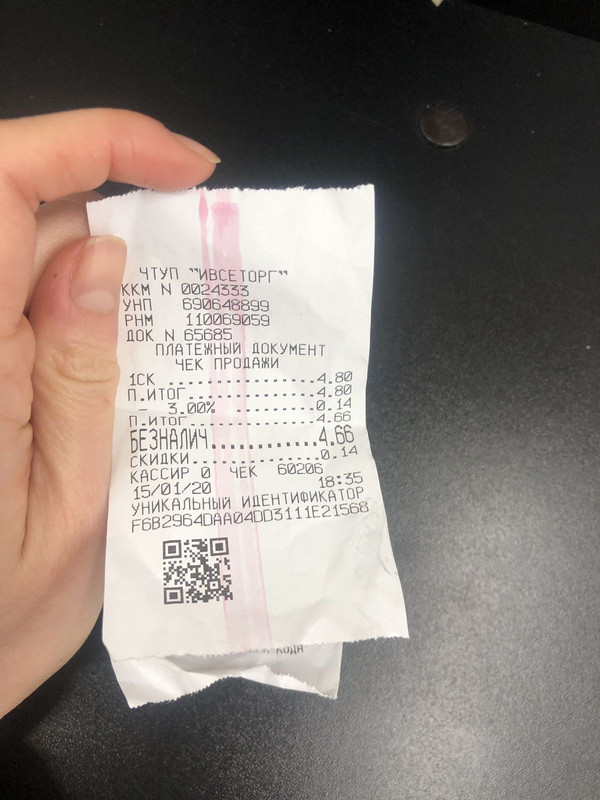 ЧТУП "ИВСЕТОРГ"
ККМ N 0024333
УНП 690648899
РНМ 110069059
ДОК N 65685
ПЛАТЕЖНЫЙ ДОКУМЕНТ
ЧЕК ПРОДАЖИ
1СК ....................4.80
П.ИТОГ..................4.80
- 3.00% ............0.14
П.ИТОГ..................4.66
БЕЗНАЛИЧ...........4.66
СКИДКИ..................0.14
КАССИР 0 ЧЕК 60206
15/01/20 18:35
УНИКАЛЬНЫЙ ИДЕНТИФИКАТОР
F6B2964DAA04DD3111E21568